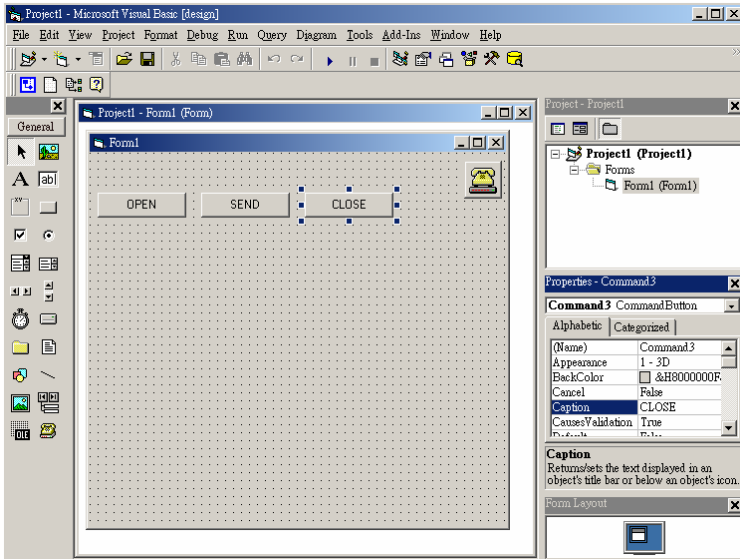 Project1 - Microsoft Visual Basic [design]
File Edit View Project Format Debug Run Query Diagram Tools Add-Ins Window Help
General
Project1 - Form1 (Form)
Form1
OPEN
SEND
CLOSE
A
ab
xv
OLE
Project - Project1
Project1 (Project1)
Forms
Form1 (Form1)
Properties - Command3
Command3 CommandButton
Alphabetic Categorized
(Name) Command3
Appearance 1 - 3D
BackColor &H8000000F
Cancel False
Caption CLOSE
CausesValidation True
Caption
Returns/sets the text displayed in an
object's title bar or below an object's icon.
Form Layout